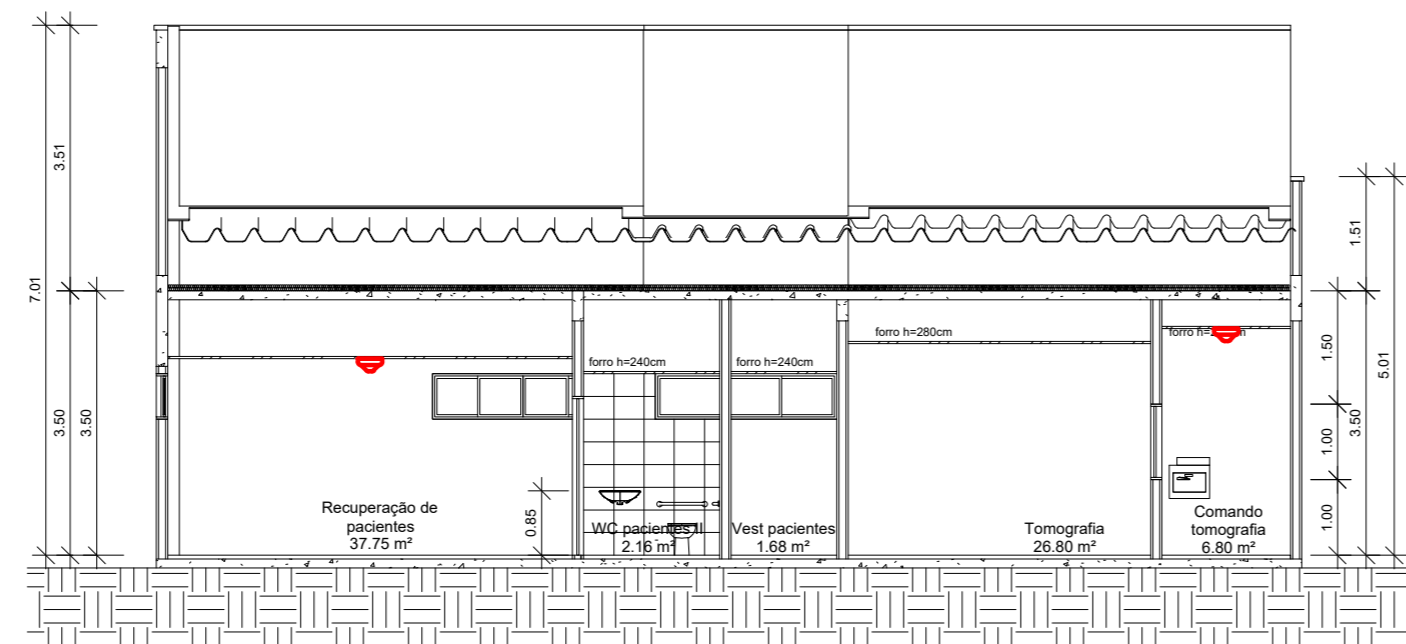 3.51
7.01
3.50
3.50
1.51
1.50
5.01
3.50
1.00
1.00
0.85
forro h=240cm
forro h=240cm
forro h=280cm
forro h=
Recuperação de
pacientes
37.75 m²
WC pacientes II
2.16 m²
Vest pacientes
1.68 m²
Tomografia
26.80 m²
Comando
tomografia
6.80 m²